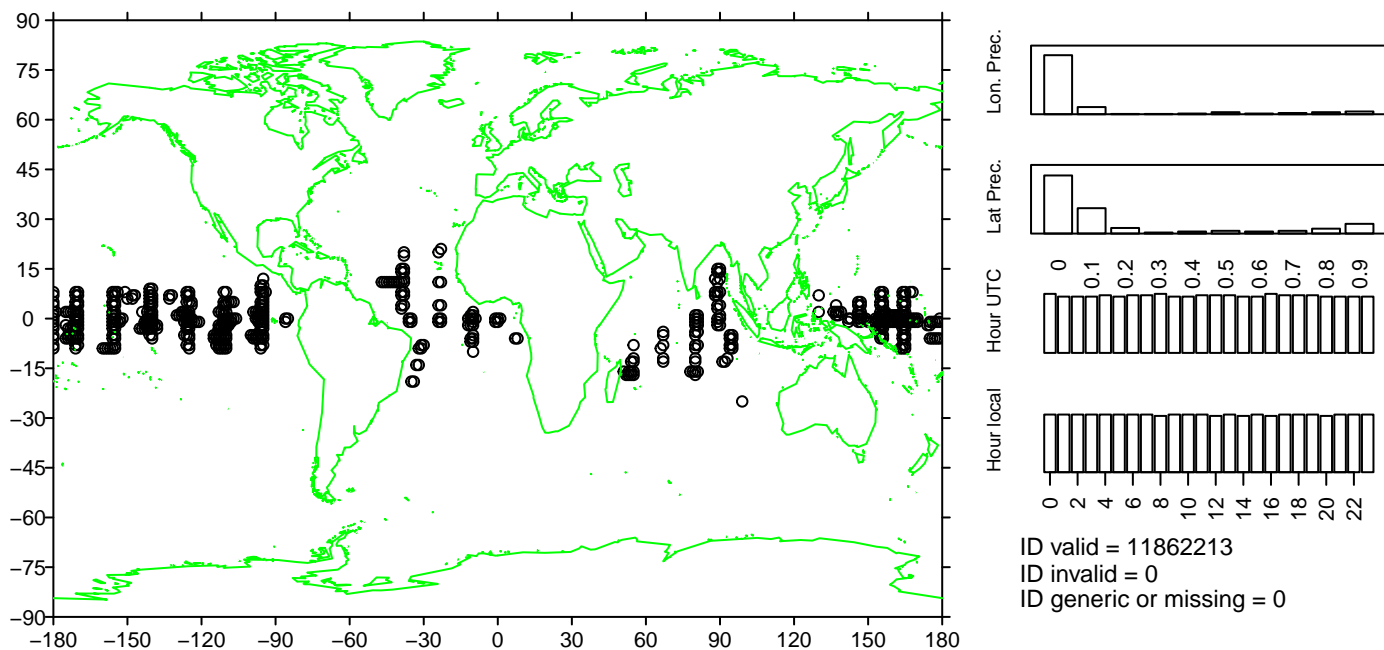 90
75
60
45
30
15
0
−15
−30
−45
−60
−75
−90
−180 −150 −120 −90 −60 −30 0 30 60 90 120 150 180
Lon. Prec.
Lat Prec.
0 0.1 0.2 0.3 0.4 0.5 0.6 0.7 0.8 0.9
Hour UTC
Hour local
0 2 4 6 8 10 12 14 16 18 20 22
ID valid = 11862213
ID invalid = 0
ID generic or missing = 0